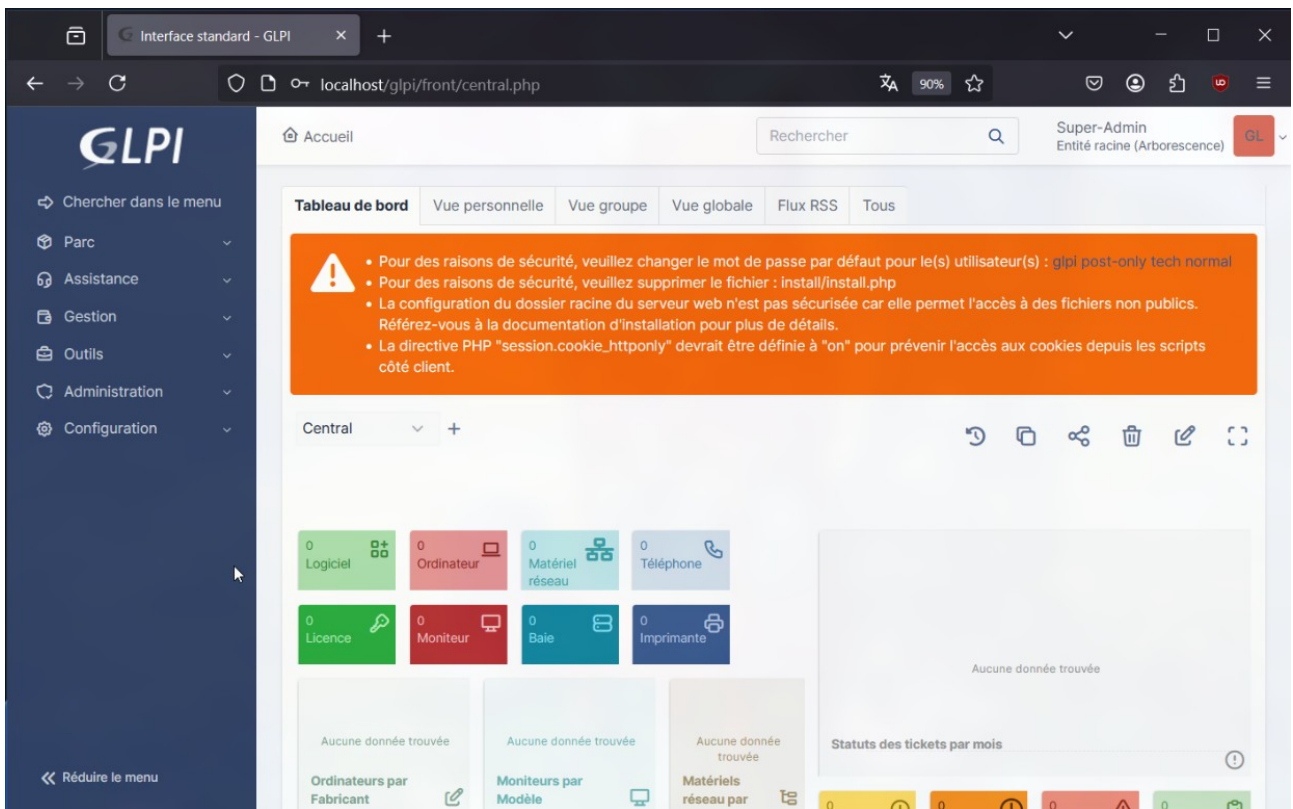 Interface standard - GLPI
localhost/glpi/front/central.php
90%
GLPI
Accueil
Rechercher
Super-Admin
Entité racine (Arborescence)
GL
Chercher dans le menu
Parc
Assistance
Gestion
Outils
Administration
Configuration
Réduire le menu
Tableau de bord
Vue personnelle
Vue groupe
Vue globale
Flux RSS
Tous
• Pour des raisons de sécurité, veuillez changer le mot de passe par défaut pour le(s) utilisateur(s) : glpi post-only tech normal
• Pour des raisons de sécurité, veuillez supprimer le fichier : install/install.php
• La configuration du dossier racine du serveur web n'est pas sécurisée car elle permet l'accès à des fichiers non publics.
Référez-vous à la documentation d'installation pour plus de détails.
• La directive PHP "session.cookie_httponly" devrait être définie à "on" pour prévenir l'accès aux cookies depuis les scripts
côté client.
Central
0
Logiciel
0
Ordinateur
0
Matériel
réseau
0
Téléphone
0
Licence
0
Moniteur
0
Baie
0
Imprimante
Aucune donnée trouvée
Statuts des tickets par mois
Aucune donnée trouvée
Ordinateurs par
Fabricant
Aucune donnée trouvée
Moniteurs par
Modèle
Aucune donnée
trouvée
Matériels
réseau par
0
0
0
0